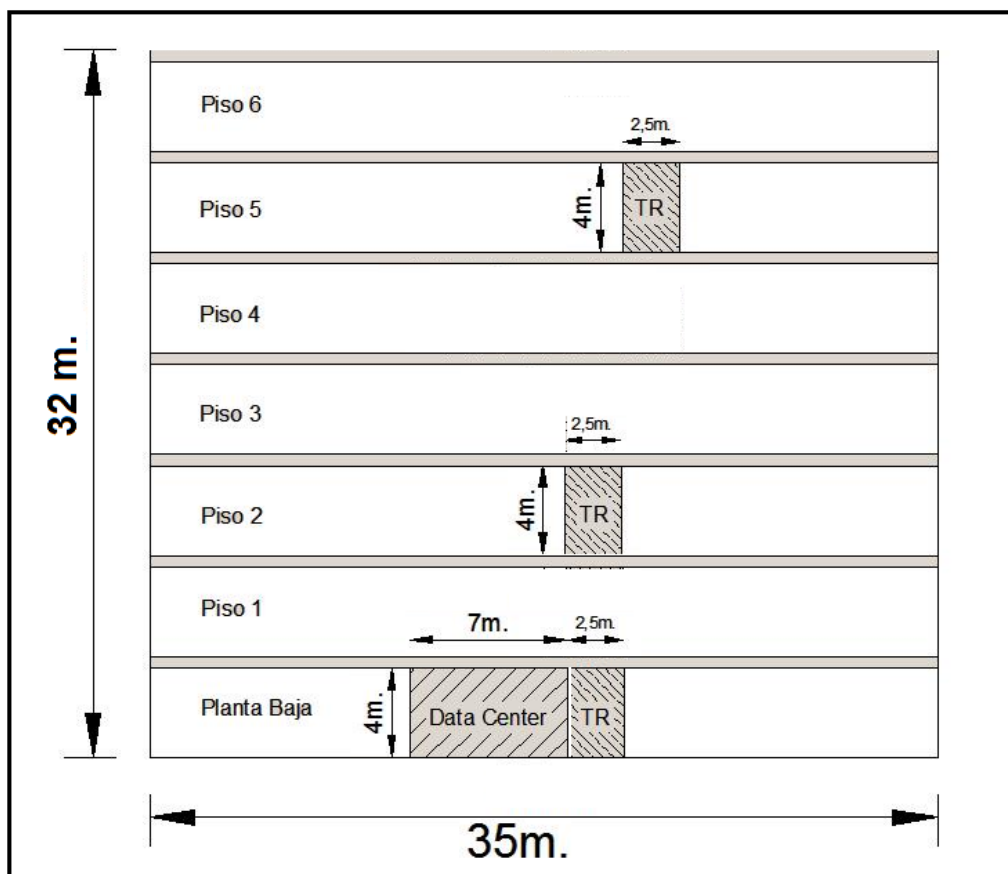 Piso 6
2,5m.
Piso 5
4m.
TR
Piso 4
32 m.
Piso 3
2,5m.
Piso 2
4m.
TR
Piso 1
7m.
2,5m.
Planta Baja
4m.
Data Center
TR
35m.